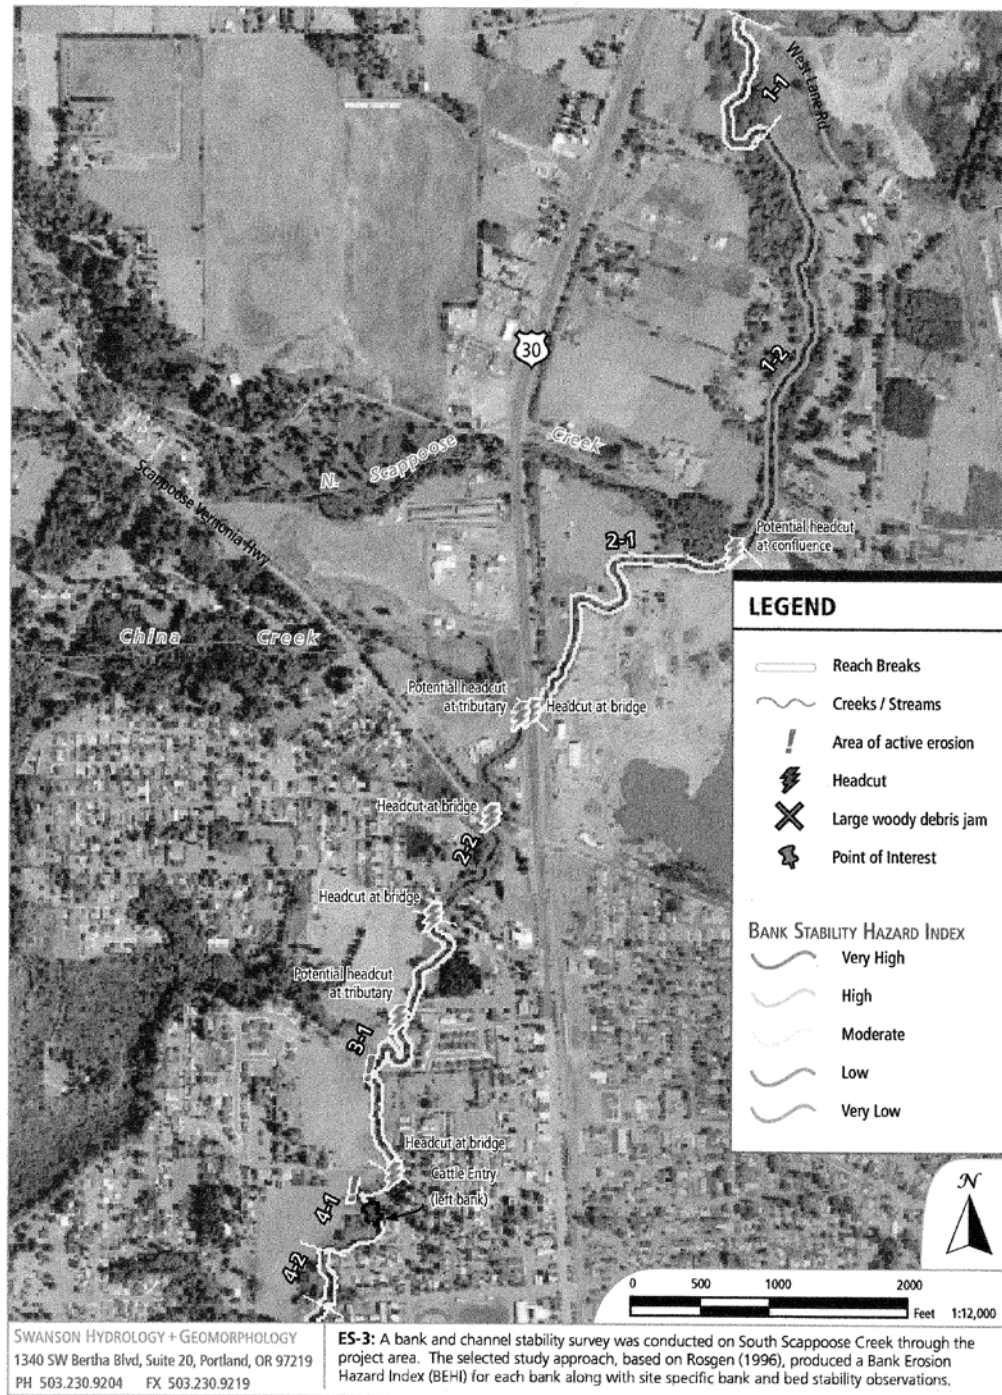 West Lane Rd
1-1
30
1-2
N. Scappoose Creek
Scappoose Vernonia Hwy
2-1
Potential headcut
at confluence
China Creek
Potential headcut
at tributary
Headcut at bridge
Headcut at bridge
2-2
Headcut at bridge
Potential headcut
at tributary
3-1
Headcut at bridge
Cattle Entry
(left bank)
4-1
4-2
LEGEND
Reach Breaks
Creeks / Streams
Area of active erosion
Headcut
Large woody debris jam
Point of Interest
BANK STABILITY HAZARD INDEX
Very High
High
Moderate
Low
Very Low
N
0 500 1000 2000
Feet 1:12,000
SWANSON HYDROLOGY + GEOMORPHOLOGY
1340 SW Bertha Blvd, Suite 20, Portland, OR 97219
PH 503.230.9204 FX 503.230.9219
ES-3: A bank and channel stability survey was conducted on South Scappoose Creek through the
project area. The selected study approach, based on Rosgen (1996), produced a Bank Erosion
Hazard Index (BEHI) for each bank along with site specific bank and bed stability observations.